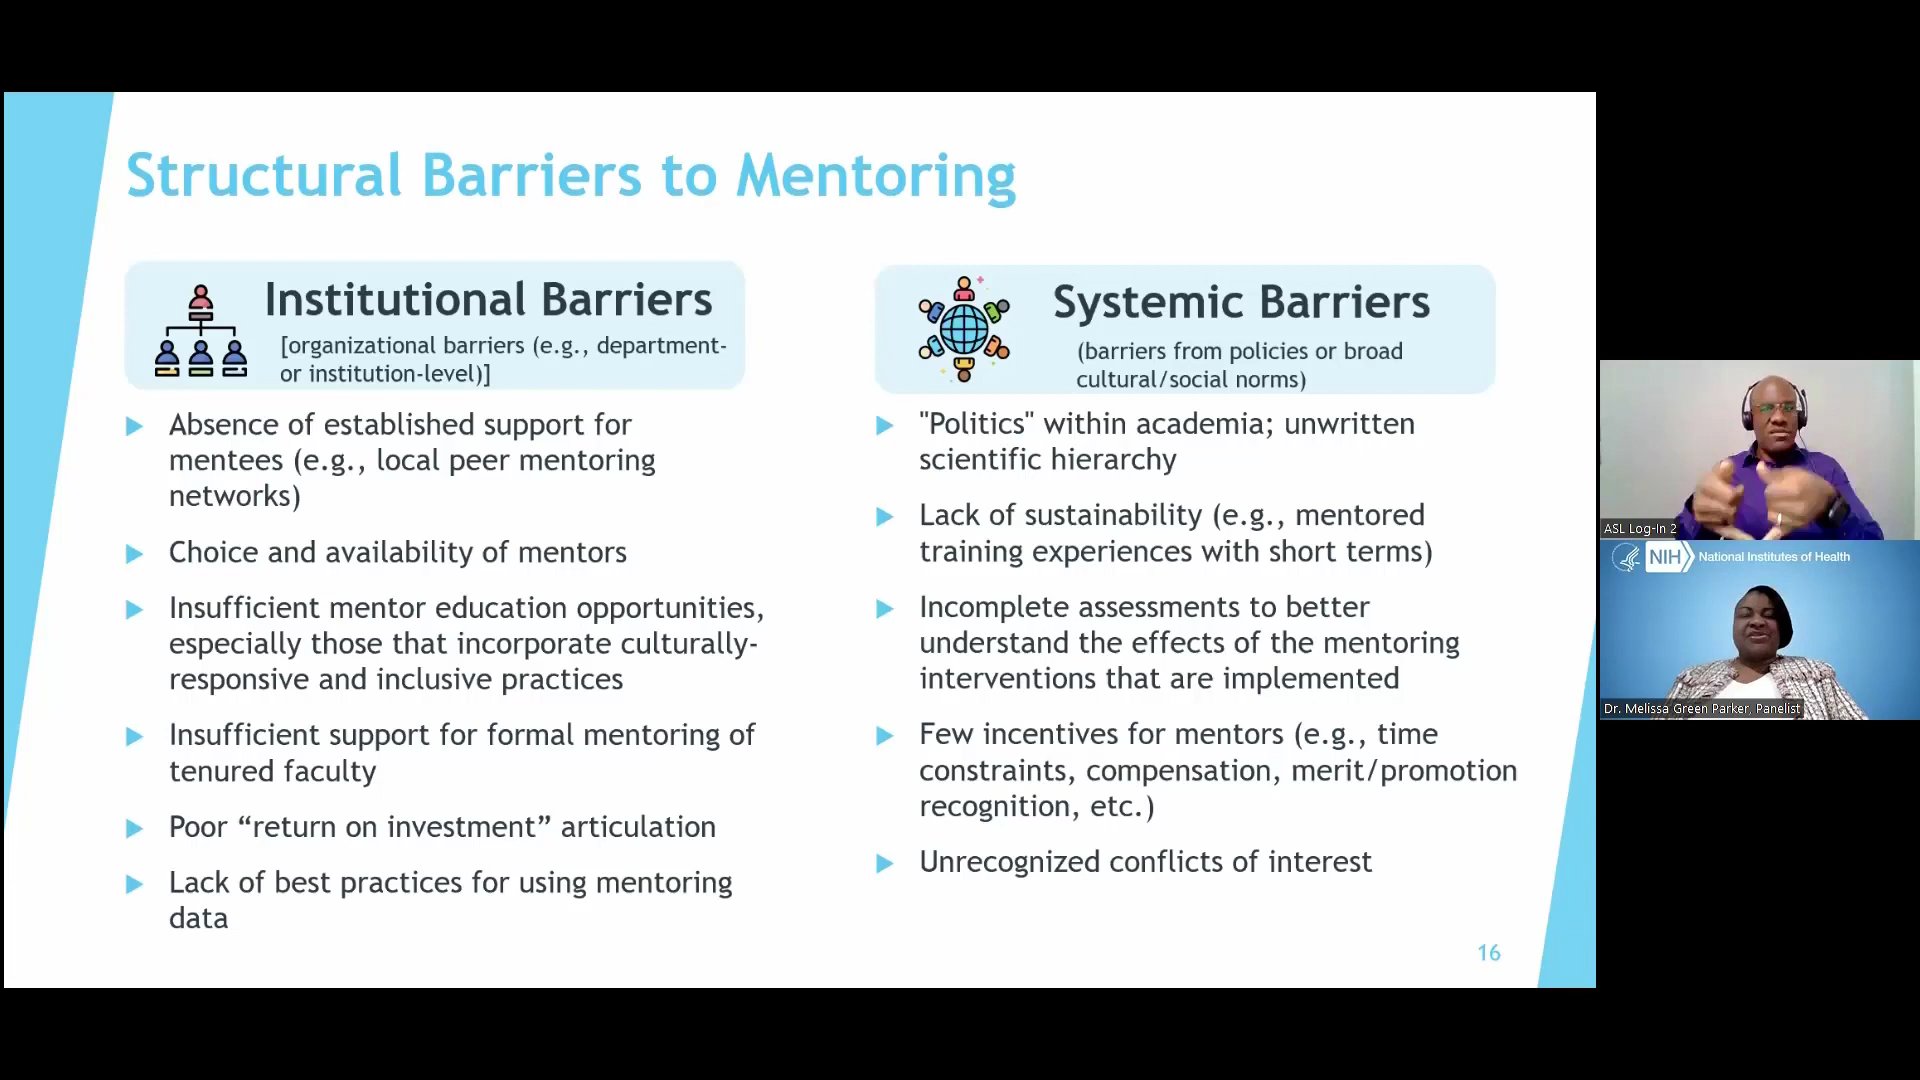 Structural Barriers to Mentoring
Institutional Barriers
[organizational barriers (e.g., department-
or institution-level)]
Absence of established support for
mentees (e.g., local peer mentoring
networks)
Choice and availability of mentors
Insufficient mentor education opportunities,
especially those that incorporate culturally-
responsive and inclusive practices
Insufficient support for formal mentoring of
tenured faculty
Poor “return on investment” articulation
Lack of best practices for using mentoring
data
Systemic Barriers
(barriers from policies or broad
cultural/social norms)
"Politics" within academia; unwritten
scientific hierarchy
Lack of sustainability (e.g., mentored
training experiences with short terms)
Incomplete assessments to better
understand the effects of the mentoring
interventions that are implemented
Few incentives for mentors (e.g., time
constraints, compensation, merit/promotion
recognition, etc.)
Unrecognized conflicts of interest
16
ASL Log-In 2
NIH National Institutes of Health
Dr. Melissa Green Parker, Panelist